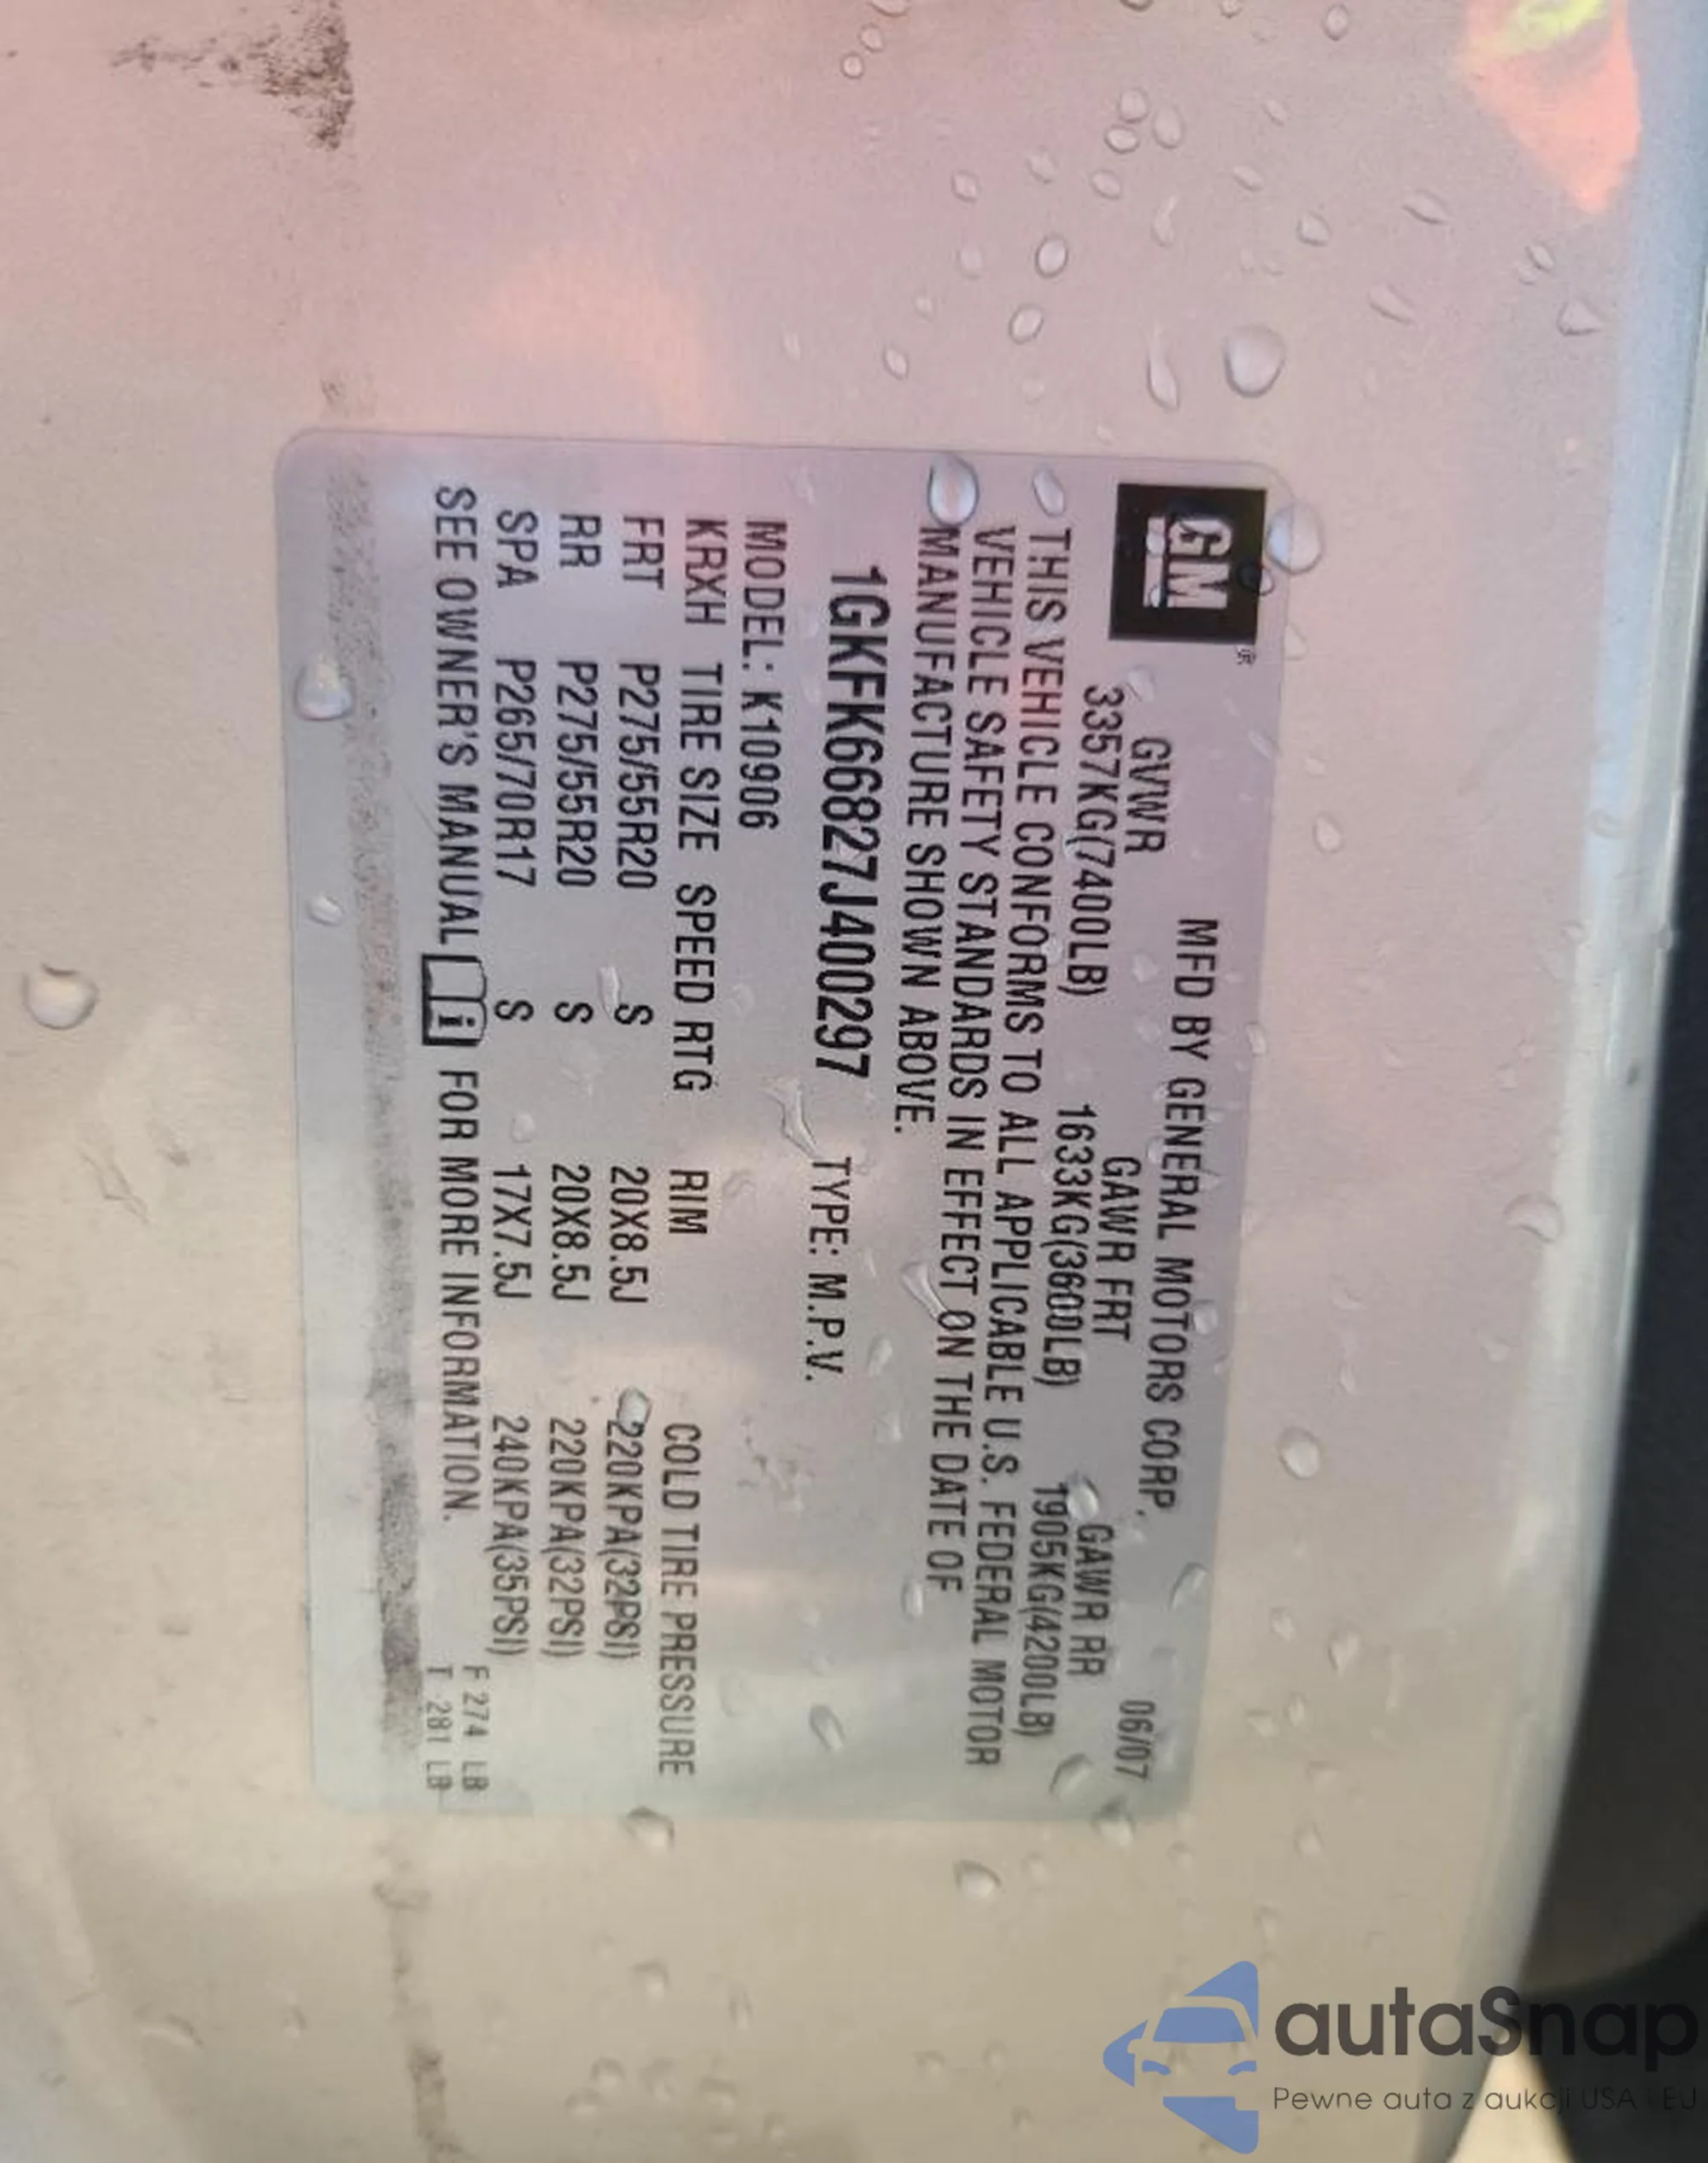 GM®
MFD BY GENERAL MOTORS CORP. 06/07
GVWR GAWR FRT GAWR RR
3357KG(7400LB) 1633KG(3600LB) 1905KG(4200LB)
THIS VEHICLE CONFORMS TO ALL APPLICABLE U.S. FEDERAL MOTOR
VEHICLE SAFETY STANDARDS IN EFFECT ON THE DATE OF
MANUFACTURE SHOWN ABOVE.
1GKFK66827J400297 TYPE: M.P.V.
MODEL: K10906
KRXH TIRE SIZE SPEED RTG RIM COLD TIRE PRESSURE
FRT P275/55R20 S 20X8.5J 220KPA(32PSI)
RR P275/55R20 S 20X8.5J 220KPA(32PSI)
SPA P265/70R17 S 17X7.5J 240KPA(35PSI)
SEE OWNER'S MANUAL i FOR MORE INFORMATION.
F 274 LB
T 281 LB
autaSnap
Pewne auta z aukcji USA i EU